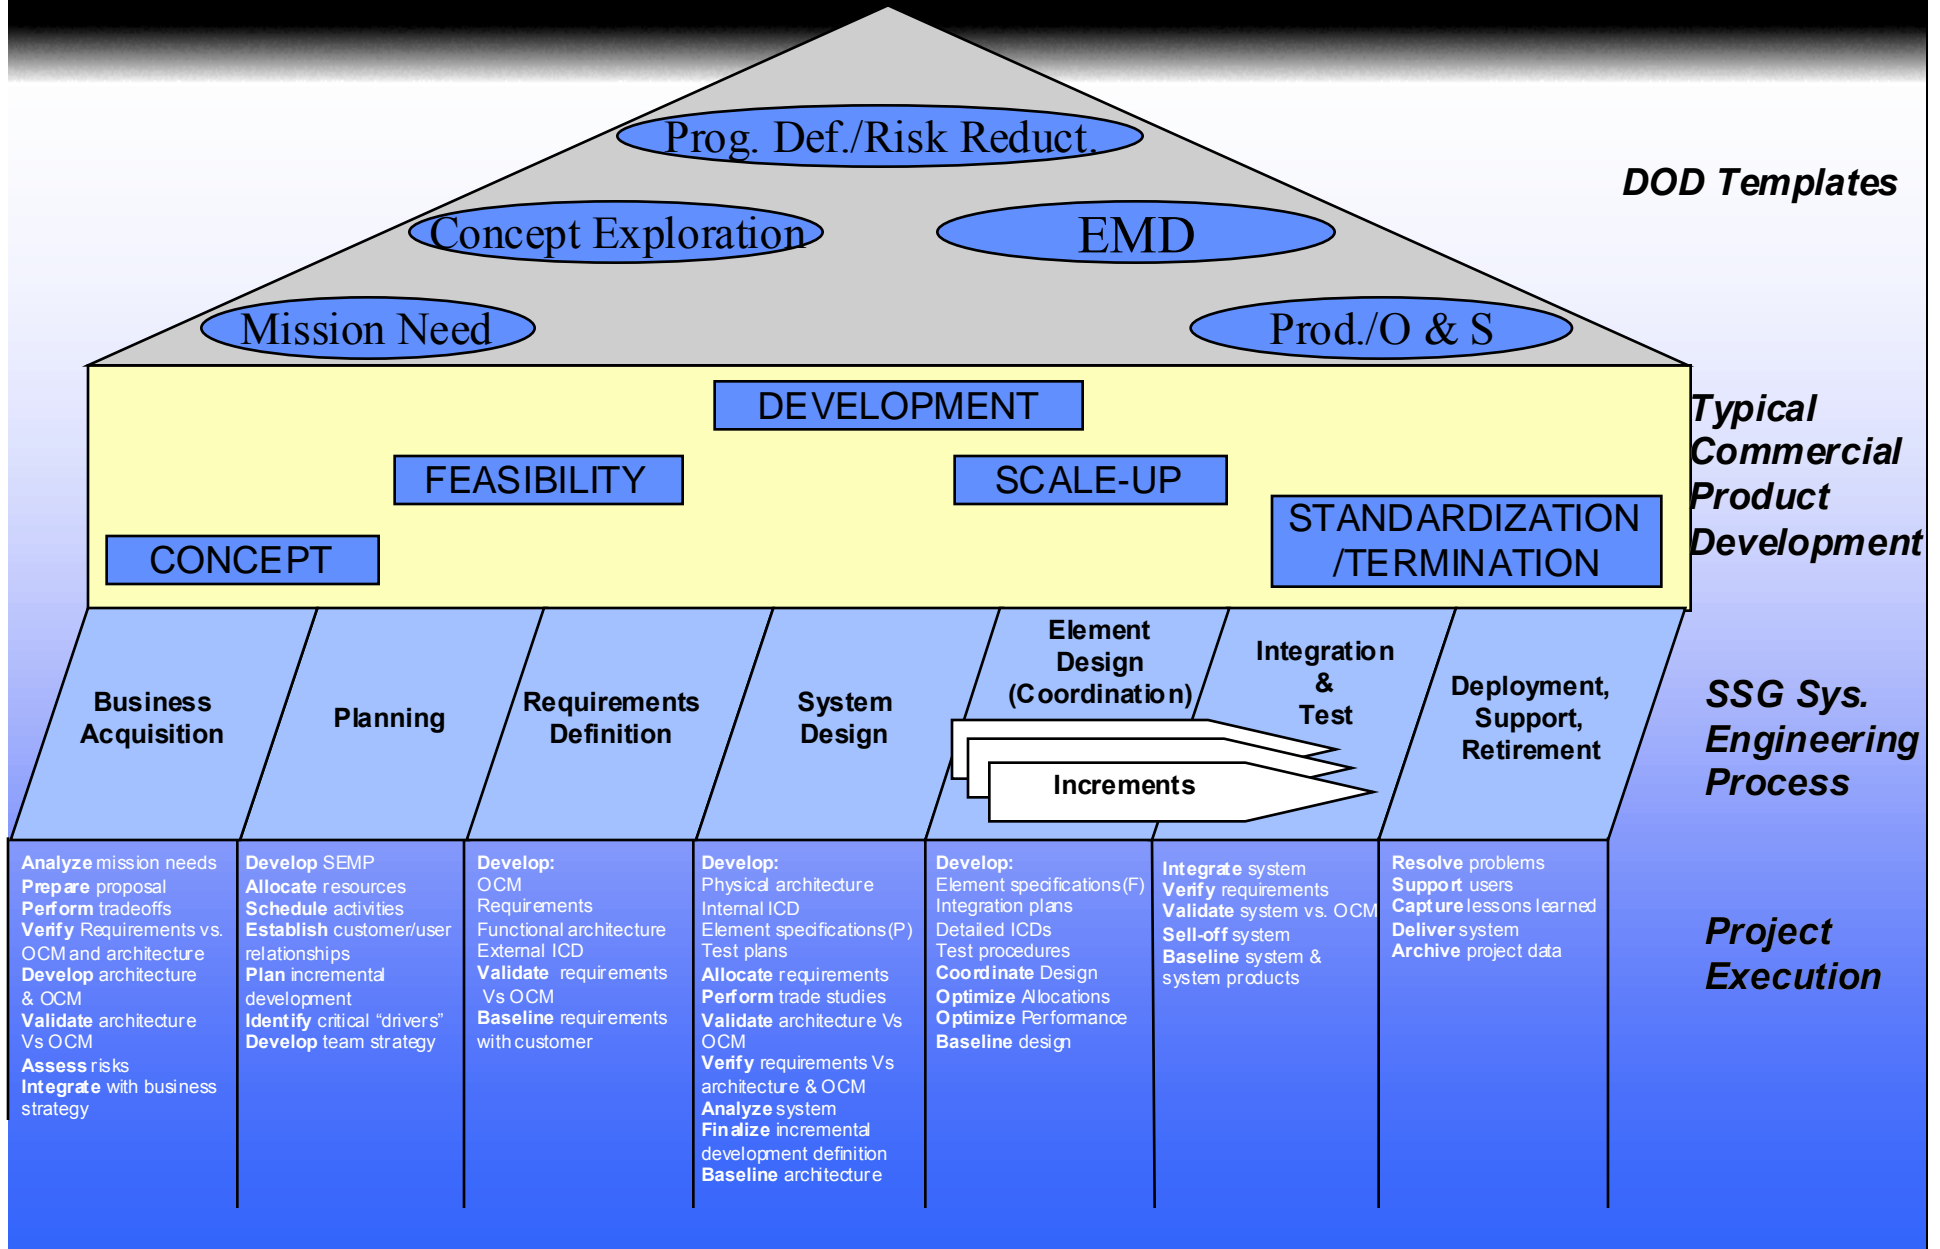 Prog. Def./Risk Reduct.
DOD Templates
Concept Exploration
EMD
Mission Need
Prod./O & S
DEVELOPMENT
FEASIBILITY
SCALE-UP
STANDARDIZATION
/TERMINATION
CONCEPT
Typical
Commercial
Product
Development
Business
Acquisition
Planning
Requirements
Definition
System
Design
Element
Design
(Coordination)
Integration
&
Test
Deployment,
Support,
Retirement
Increments
SSG Sys.
Engineering
Process
Analyze mission needs
Prepare proposal
Perform tradeoffs
Verify Requirements vs.
OCM and architecture
Develop architecture
& OCM
Validate architecture
Vs OCM
Assess risks
Integrate with business
strategy
Develop SEMP
Allocate resources
Schedule activities
Establish customer/user
relationships
Plan incremental
development
Identify critical “drivers”
Develop team strategy
Develop:
OCM
Requirements
Functional architecture
External ICD
Validate requirements
Vs OCM
Baseline requirements
with customer
Develop:
Physical architecture
Internal ICD
Element specifications(P)
Test plans
Allocate requirements
Perform trade studies
Validate architecture Vs
OCM
Verify requirements Vs
architecture & OCM
Analyze system
Finalize incremental
development definition
Baseline architecture
Develop:
Element specifications(F)
Integration plans
Detailed ICDs
Test procedures
Coordinate Design
Optimize Allocations
Optimize Performance
Baseline design
Integrate system
Verify requirements
Validate system vs. OCM
Sell-off system
Baseline system &
system products
Resolve problems
Support users
Capture lessons learned
Deliver system
Archive project data
Project
Execution